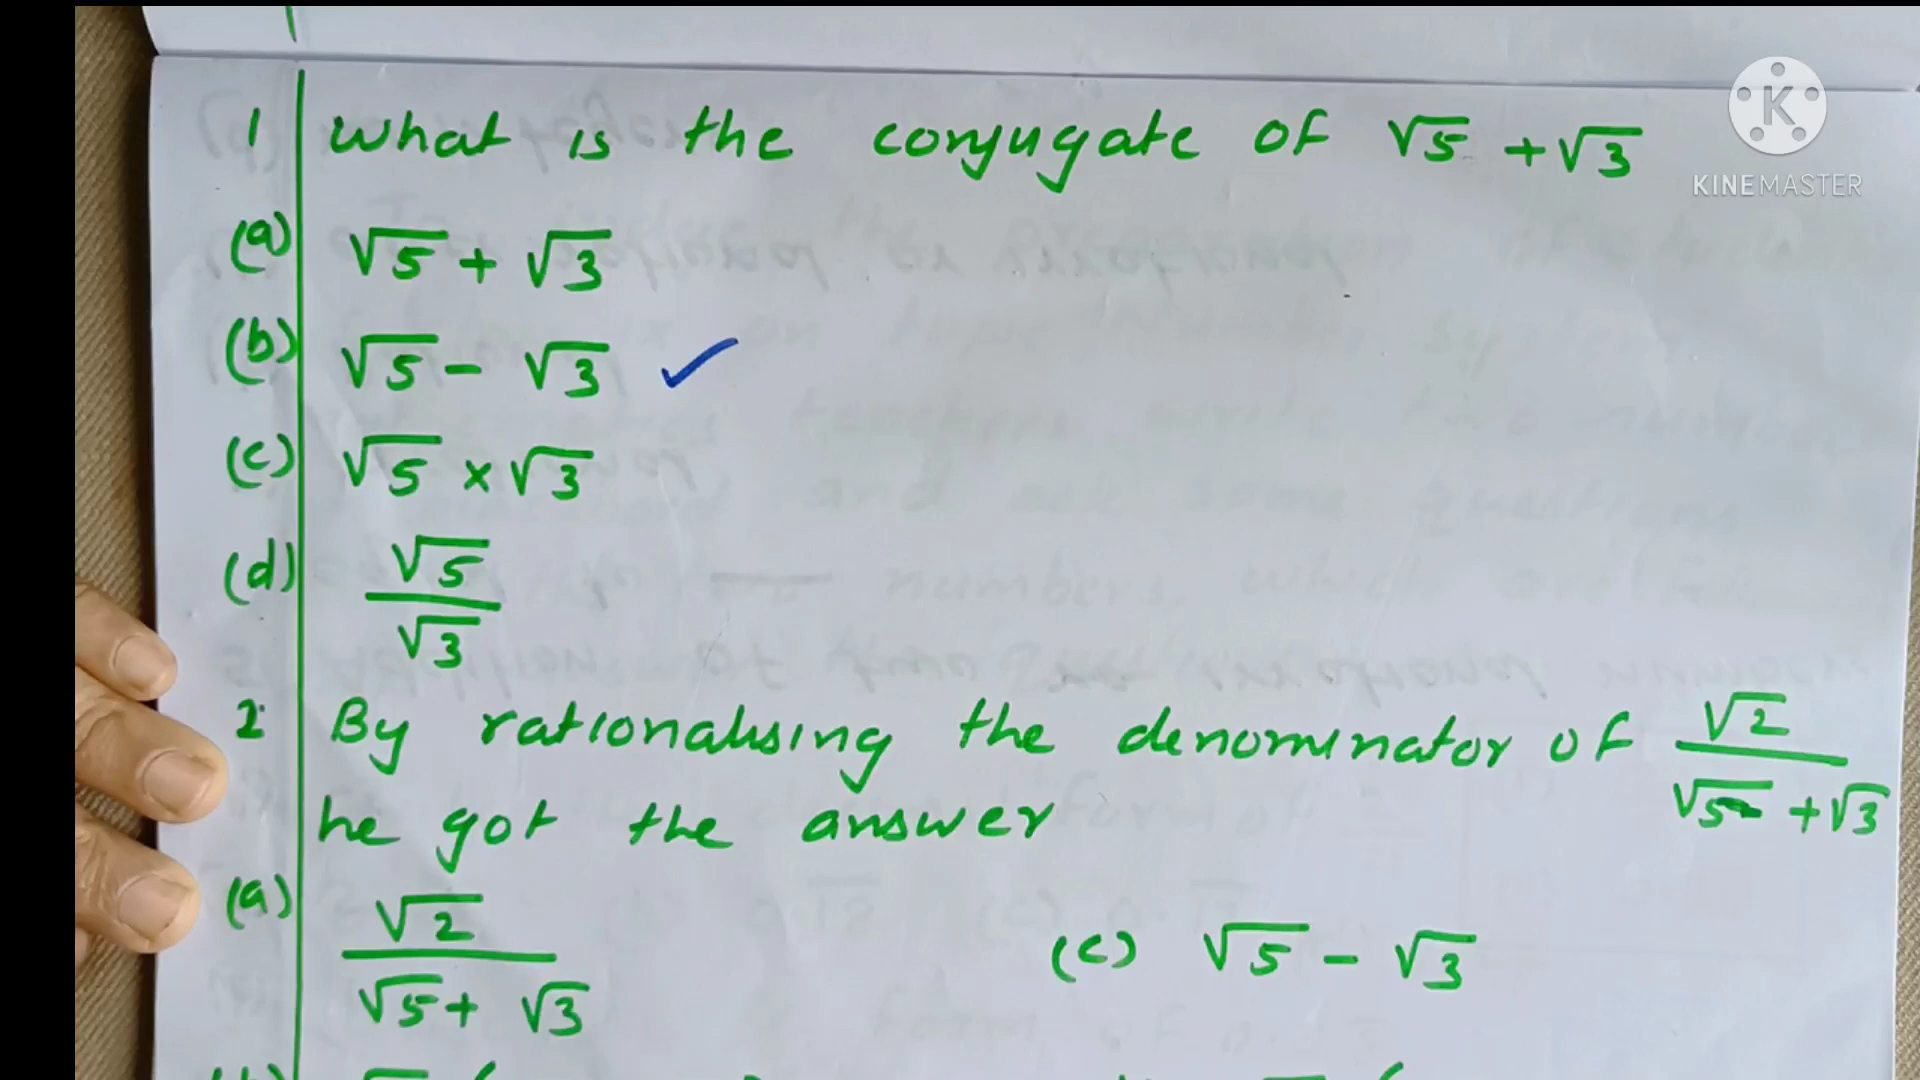 1 What is the conjugate of √5 + √3
(a) √5 + √3
(b) √5 - √3 ✓
(c) √5 × √3
(d) √5/√3
2 By rationalising the denominator of √2/(√5 + √3)
he got the answer
(a) √2/(√5 + √3) (c) √5 - √3
KINEMASTER